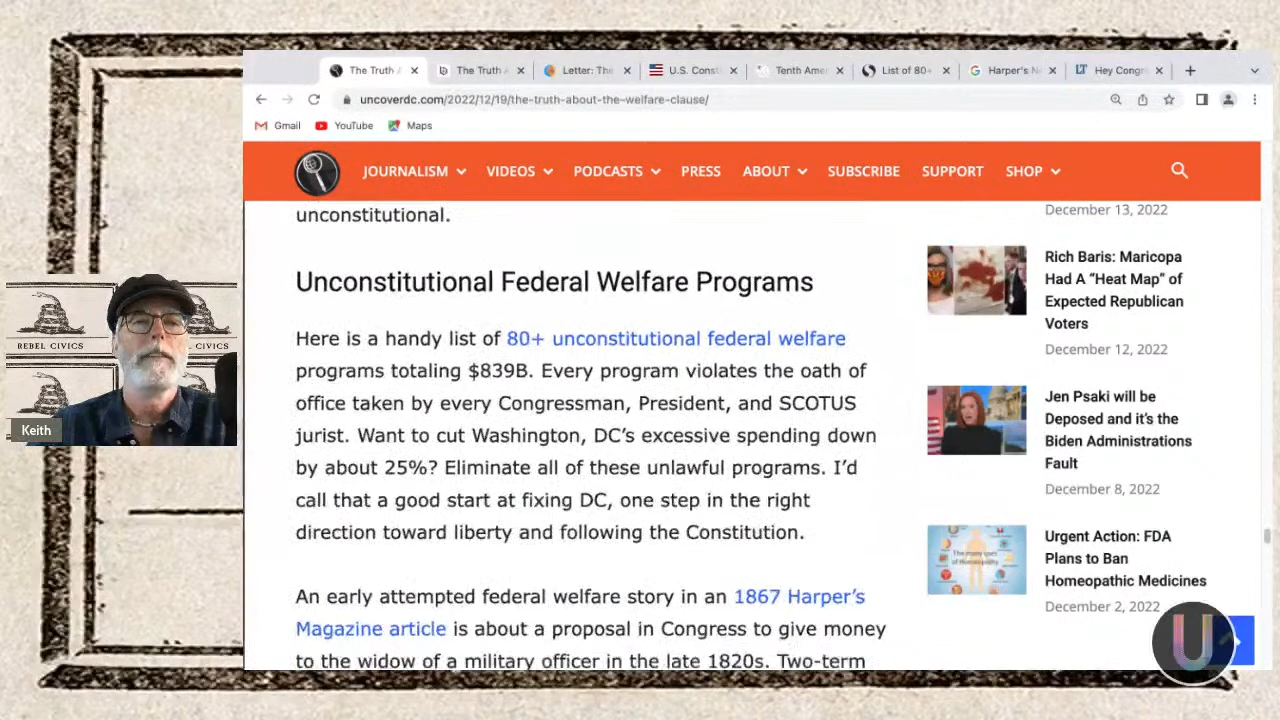 The Truth A
The Truth A
Letter: The
U.S. Consti
Tenth Amer
List of 80+
Harper's N
LT Hey Congr
uncoverdc.com/2022/12/19/the-truth-about-the-welfare-clause/
Gmail
YouTube
Maps
JOURNALISM
VIDEOS
PODCASTS
PRESS
ABOUT
SUBSCRIBE
SUPPORT
SHOP
unconstitutional.
Unconstitutional Federal Welfare Programs
Here is a handy list of 80+ unconstitutional federal welfare
programs totaling $839B. Every program violates the oath of
office taken by every Congressman, President, and SCOTUS
jurist. Want to cut Washington, DC’s excessive spending down
by about 25%? Eliminate all of these unlawful programs. I’d
call that a good start at fixing DC, one step in the right
direction toward liberty and following the Constitution.
An early attempted federal welfare story in an 1867 Harper’s
Magazine article is about a proposal in Congress to give money
to the widow of a military officer in the late 1820s. Two-term
December 13, 2022
Rich Baris: Maricopa
Had A “Heat Map” of
Expected Republican
Voters
December 12, 2022
Jen Psaki will be
Deposed and it’s the
Biden Administrations
Fault
December 8, 2022
Urgent Action: FDA
Plans to Ban
Homeopathic Medicines
December 2, 2022
U
REBEL CIVICS
L CIVICS
Keith